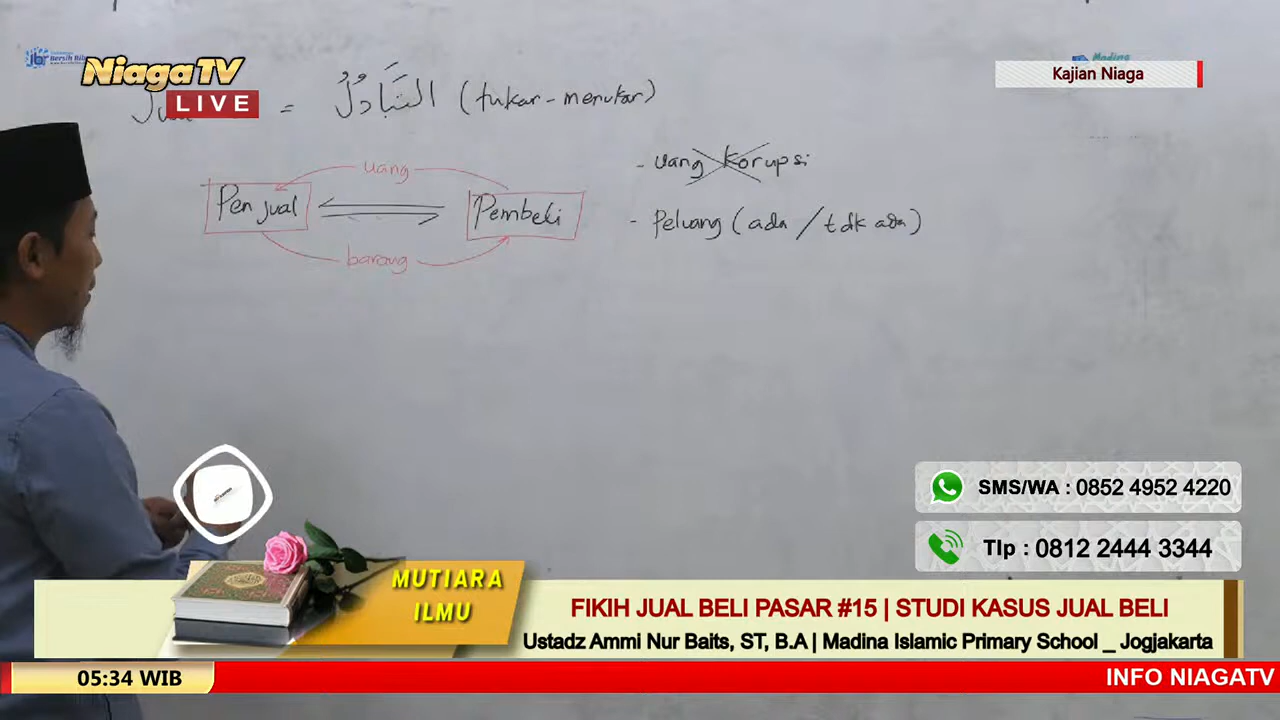 NiagaTV
LIVE
Kajian Niaga
= التَّبَادُلُ (tukar-menukar)
uang
Penjual
Pembeli
barang
- Uang Korupsi
- Peluang (ada / tdk ada)
SMS/WA : 0852 4952 4220
Tlp : 0812 2444 3344
MUTIARA
ILMU
FIKIH JUAL BELI PASAR #15 | STUDI KASUS JUAL BELI
Ustadz Ammi Nur Baits, ST, B.A | Madina Islamic Primary School _ Jogjakarta
05:34 WIB
INFO NIAGATV